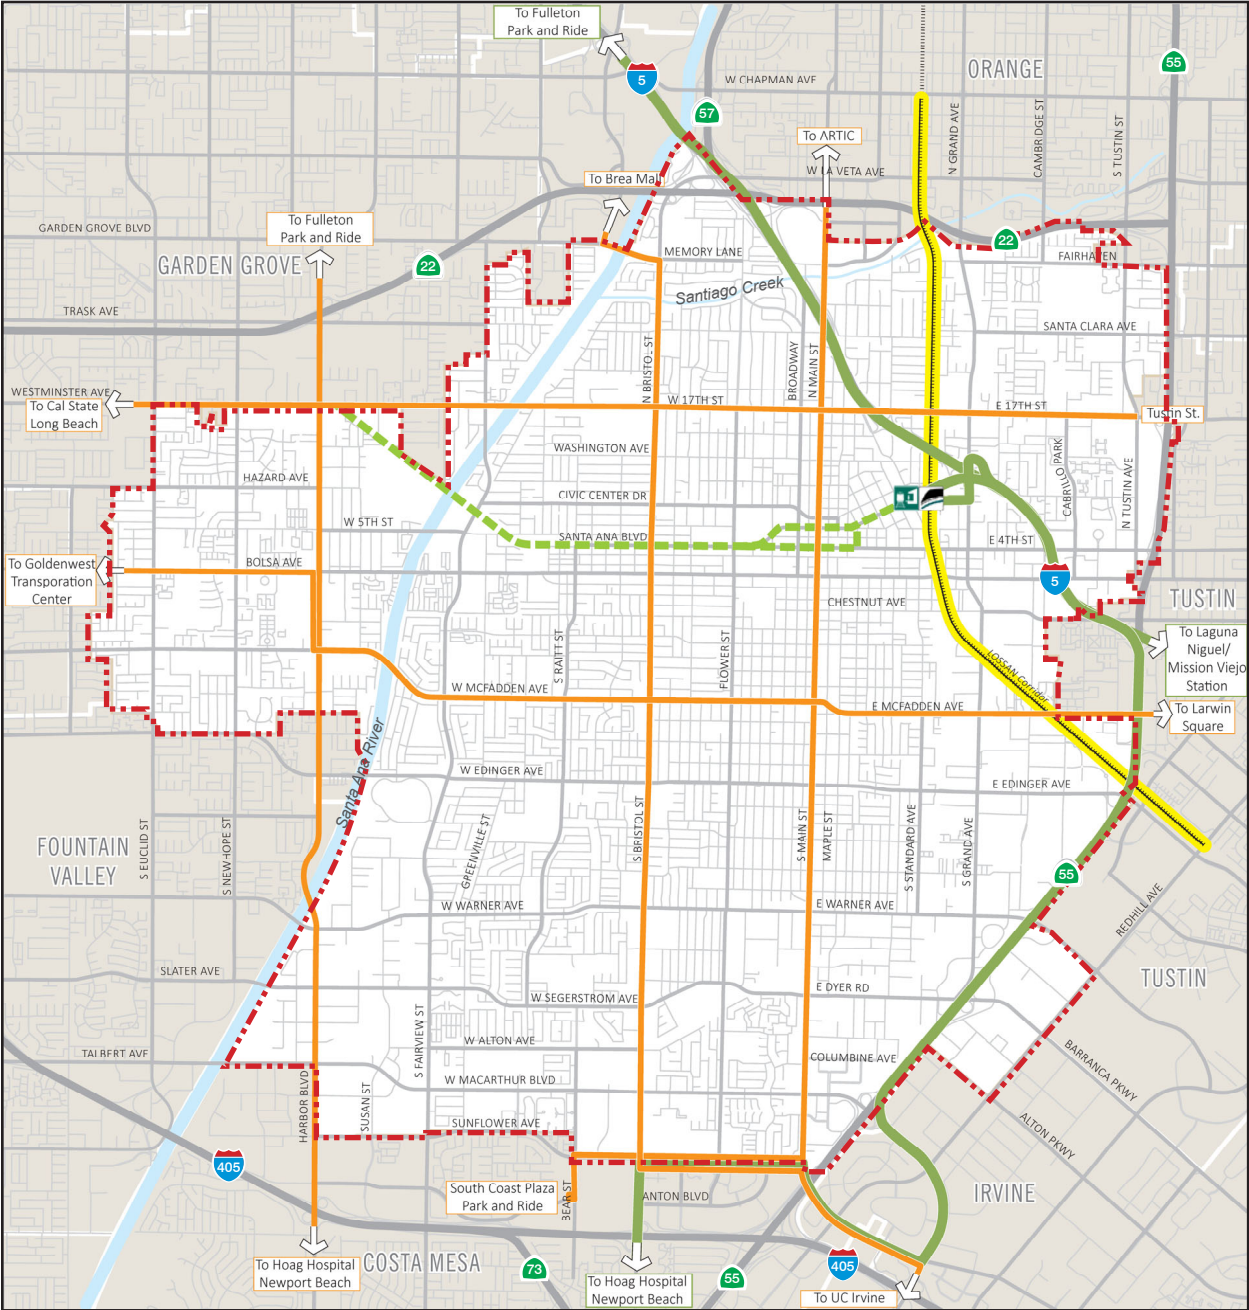 To Fulleton
Park and Ride
5
W CHAPMAN AVE
ORANGE
55
57
N GRAND AVE
CAMBRIDGE ST
S TUSTIN ST
To ARTIC
W LA VETA AVE
To Brea Mall
To Fulleton
Park and Ride
GARDEN GROVE BLVD
GARDEN GROVE
22
22
MEMORY LANE
FAIRHAVEN
Santiago Creek
TRASK AVE
SANTA CLARA AVE
N BRISTOL ST
BROADWAY
N MAIN ST
WESTMINSTER AVE
To Cal State
Long Beach
W 17TH ST
E 17TH ST
Tustin St.
WASHINGTON AVE
CABRILLO PARK
N TUSTIN AVE
HAZARD AVE
CIVIC CENTER DR
W 5TH ST
SANTA ANA BLVD
E 4TH ST
To Goldenwest
Transporation
Center
BOLSA AVE
5
CHESTNUT AVE
TUSTIN
To Laguna
Niguel/
Mission Viejo
Station
S RAITT ST
FLOWER ST
LOSSAN Corridor
W MCFADDEN AVE
E MCFADDEN AVE
To Larwin
Square
Santa Ana River
W EDINGER AVE
E EDINGER AVE
FOUNTAIN
VALLEY
S EUCLID ST
S NEWHOPE ST
GREENVILLE ST
S BRISTOL ST
S MAIN ST
MAPLE ST
S STANDARD AVE
S GRAND AVE
55
W WARNER AVE
E WARNER AVE
REDHILL AVE
SLATER AVE
W SEGERSTROM AVE
E DYER RD
TUSTIN
TALBERT AVE
S FAIRVIEW ST
W ALTON AVE
COLUMBINE AVE
BARRANCA PKWY
HARBOR BLVD
SUSAN ST
W MACARTHUR BLVD
SUNFLOWER AVE
ALTON PKWY
405
South Coast Plaza
Park and Ride
BEAR ST
ANTON BLVD
IRVINE
To Hoag Hospital
Newport Beach
COSTA MESA
73
To Hoag Hospital
Newport Beach
55
405
To UC Irvine